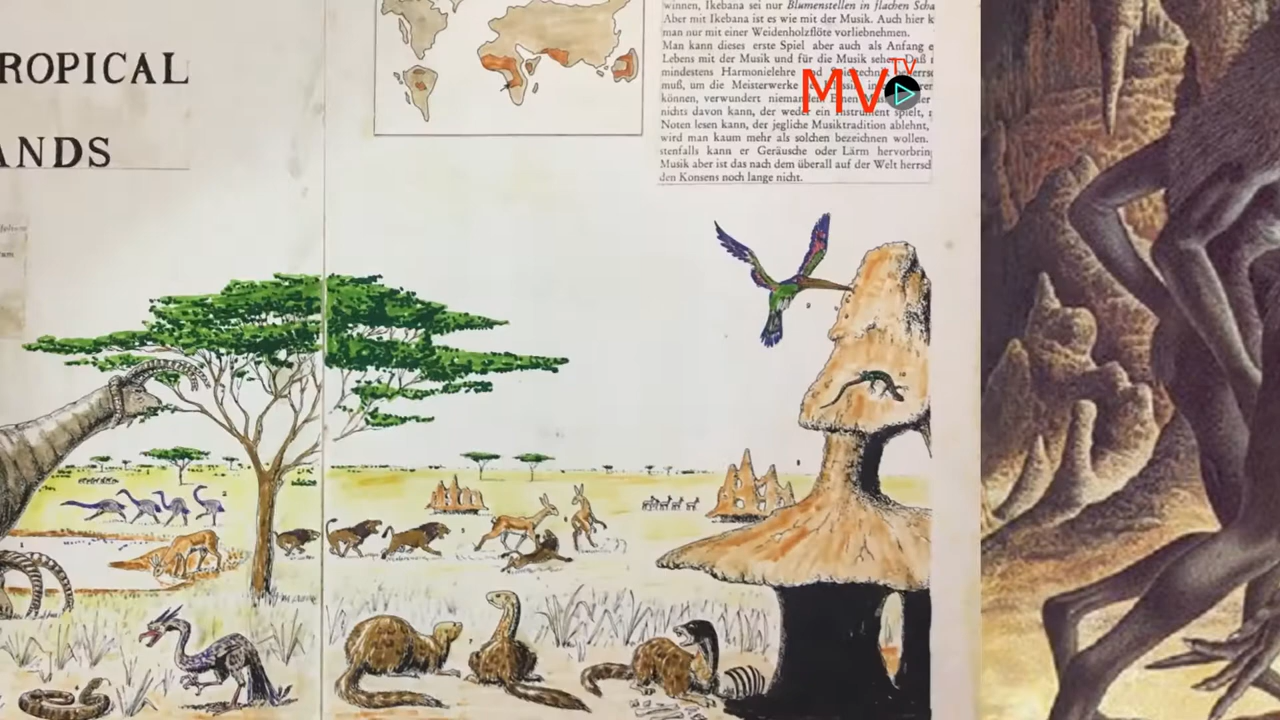 ROPICAL
ANDS
winnen, Ikebana sei nur Blumenstellen in flachen Scha
Aber mit Ikebana ist es wie mit der Musik. Auch hier k
man nur mit einer Weidenholzflöte vorliebnehmen.
Man kann dieses erste Spiel aber auch als Anfang e
Lebens mit der Musik und für die Musik sehen. Daß
mindestens Harmonielehre und Spieltechnik
muß, um die Meisterwerke
können, verwundert
nichts davon kann, der weder ein Instrument spielt,
Noten lesen kann, der jegliche Musiktradition ablehnt,
wird man kaum mehr als solchen bezeichnen wollen.
stenfalls kann er Geräusche oder Lärm hervorbrin
Musik aber ist das nach dem überall auf der Welt herrsch
den Konsens noch lange nicht.
MV TV